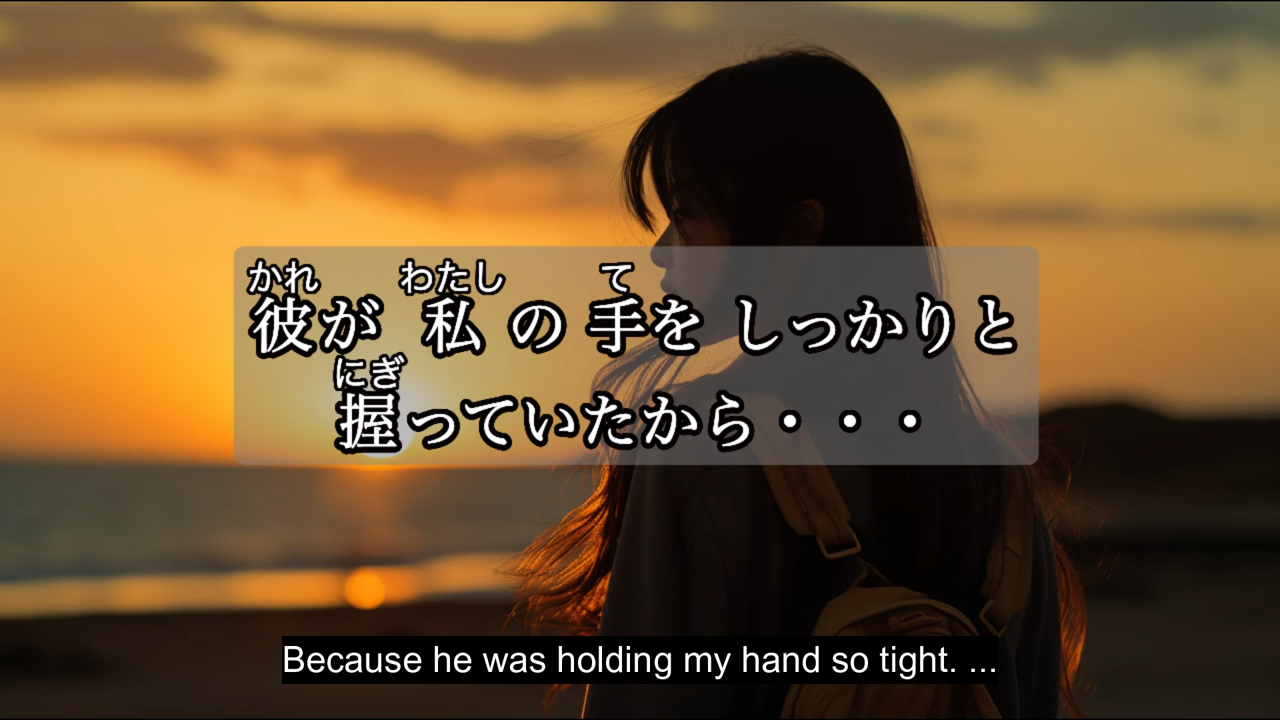 かれ わたし て
彼が 私 の 手を しっかりと
にぎ
握っていたから・・・
Because he was holding my hand so tight. ...